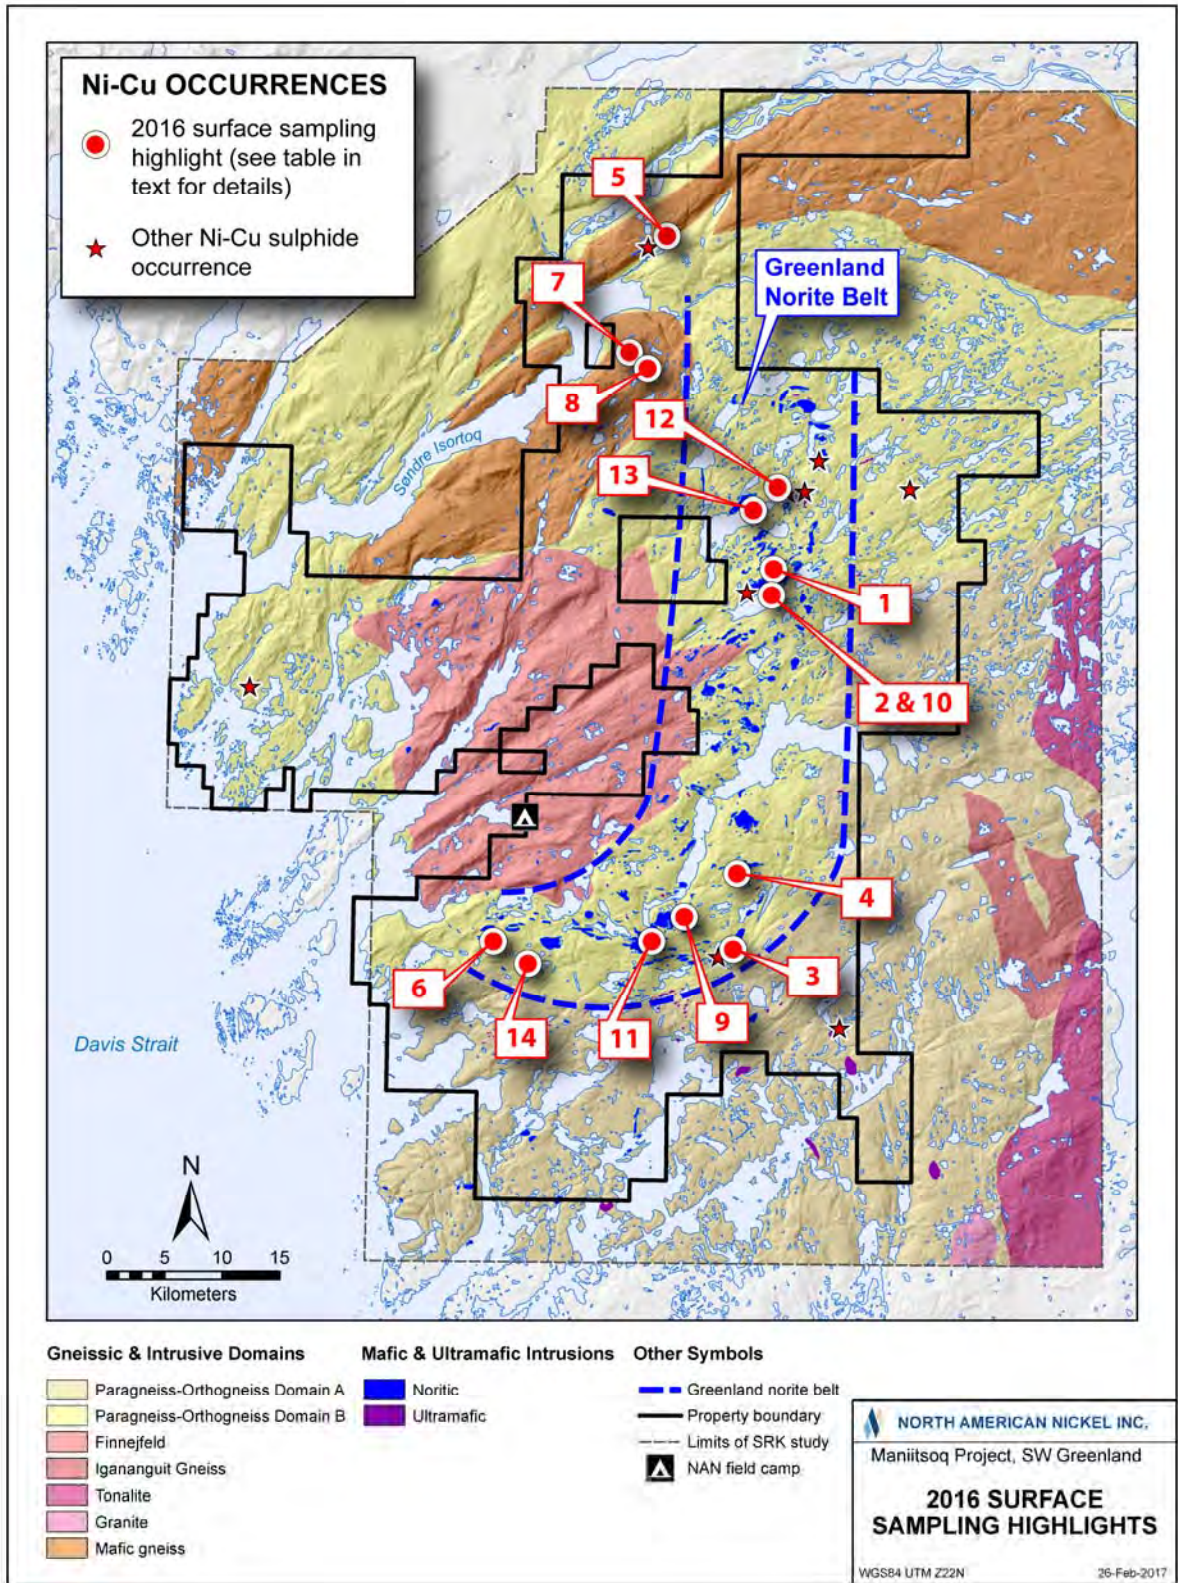 Ni-Cu OCCURRENCES
2016 surface sampling
highlight (see table in
text for details)
Other Ni-Cu sulphide
occurrence
5
Greenland
Norite Belt
7
8
12
Søndre Isortoq
13
1
2 & 10
4
6
3
14
11
9
Davis Strait
N
0 5 10 15
Kilometers
Gneissic & Intrusive Domains
Paragneiss-Orthogneiss Domain A
Paragneiss-Orthogneiss Domain B
Finnejfeld
Igananguit Gneiss
Tonalite
Granite
Mafic gneiss
Mafic & Ultramafic Intrusions
Noritic
Ultramafic
Other Symbols
Greenland norite belt
Property boundary
Limits of SRK study
NAN field camp
NORTH AMERICAN NICKEL INC.
Maniitsoq Project, SW Greenland
2016 SURFACE
SAMPLING HIGHLIGHTS
WGS84 UTM Z22N 26-Feb-2017